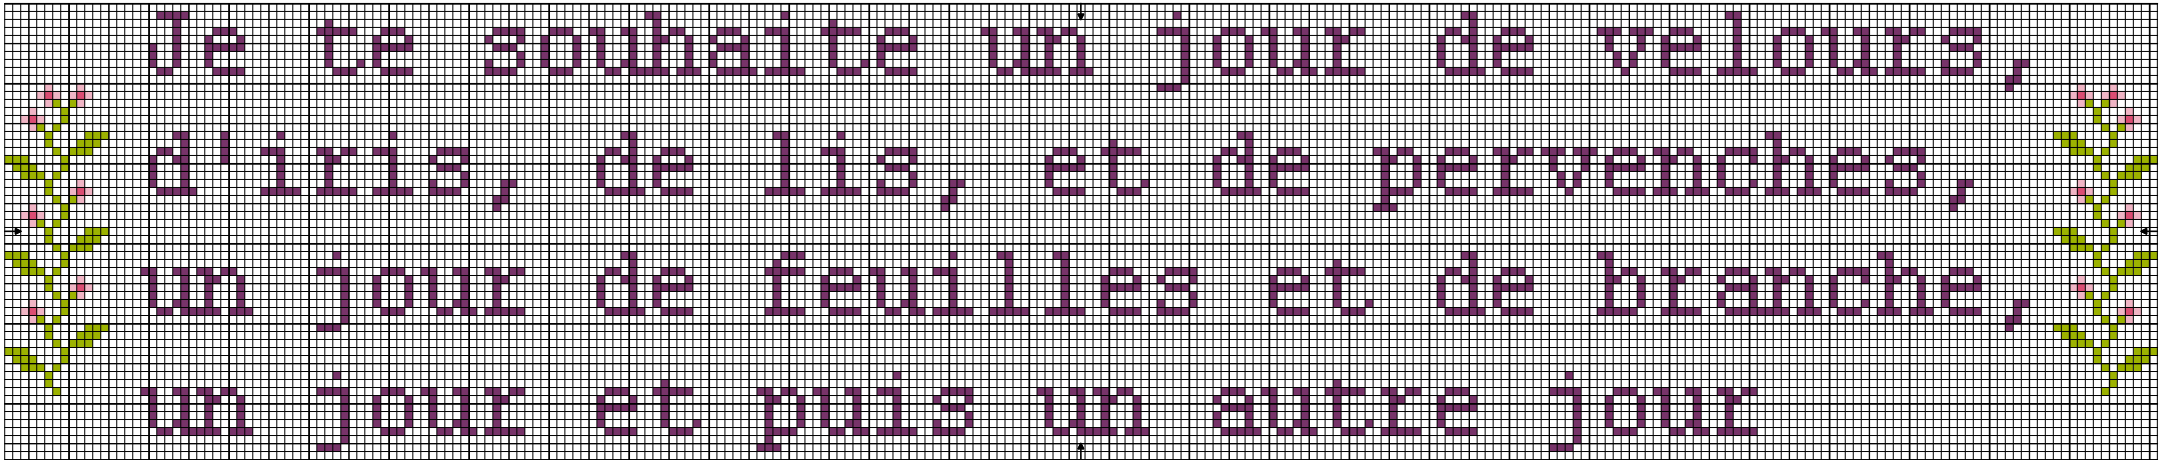 Je te souhaite un jour de velours,
d'iris, de lis, et de pervenches,
un jour de feuilles et de branche,
un jour et puis un autre jour